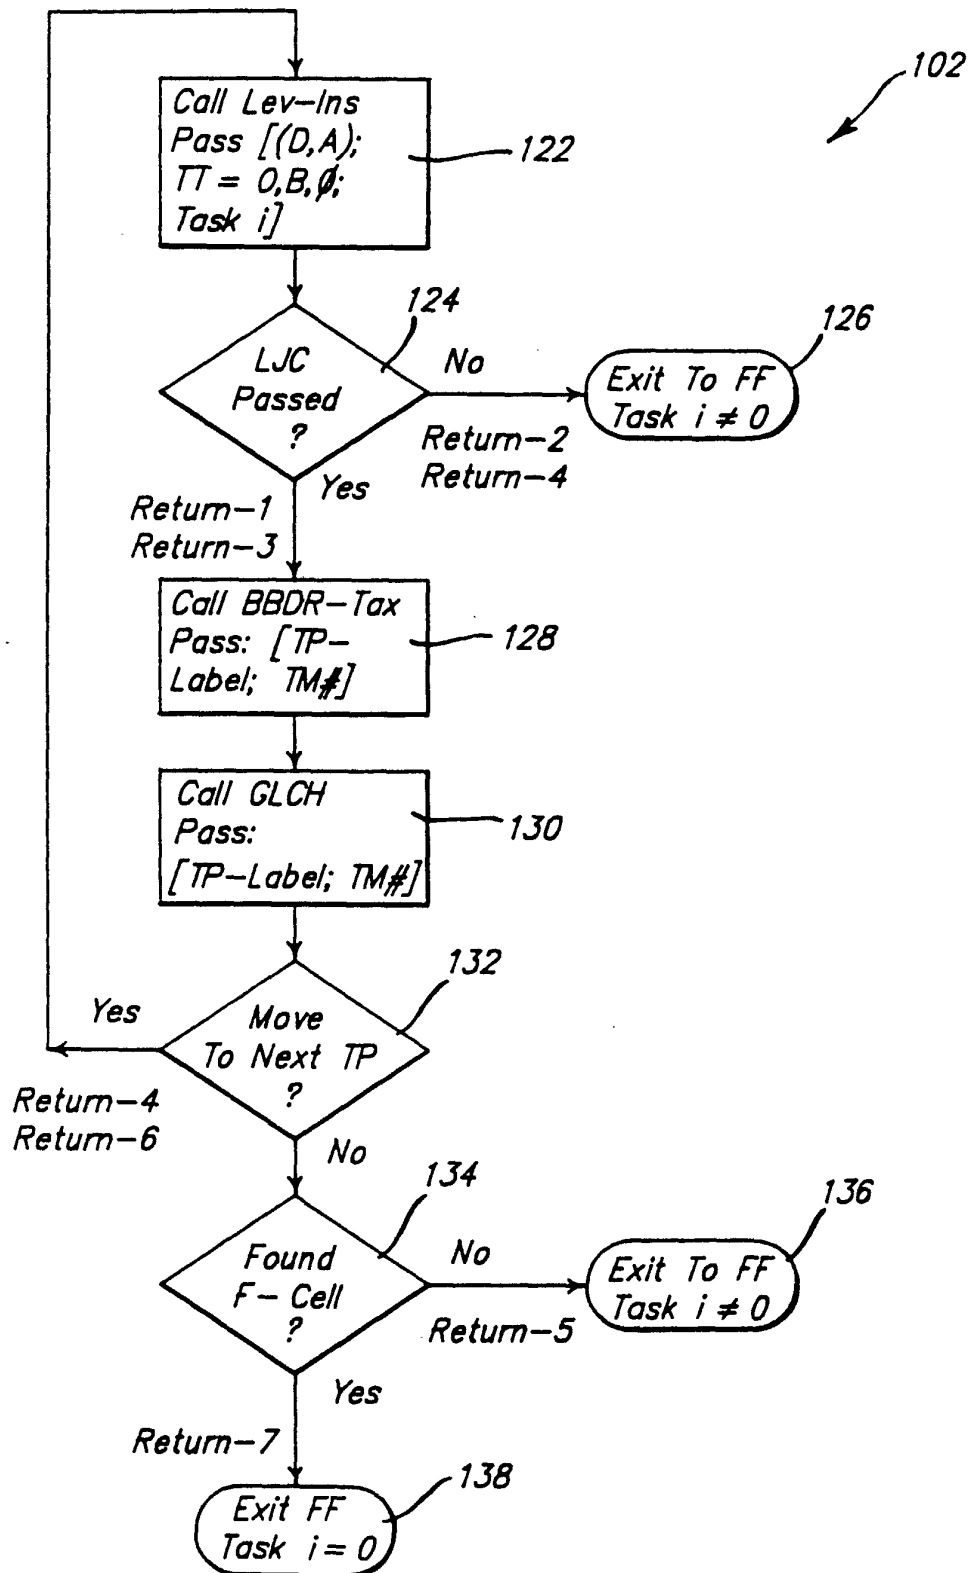 102
Call Lev-Ins
Pass [(D,A);
TT = 0,B,Ø;
Task i]
122
124
LJC
Passed
?
No
Return-2
Return-4
126
Exit To FF
Task i ≠ 0
Yes
Return-1
Return-3
Call BBDR-Tax
Pass: [TP-
Label; TM#]
128
Call GLCH
Pass:
[TP-Label; TM#]
130
132
Move
To Next TP
?
Yes
Return-4
Return-6
No
134
Found
F-Cell
?
No
Return-5
136
Exit To FF
Task i ≠ 0
Yes
Return-7
138
Exit FF
Task i = 0